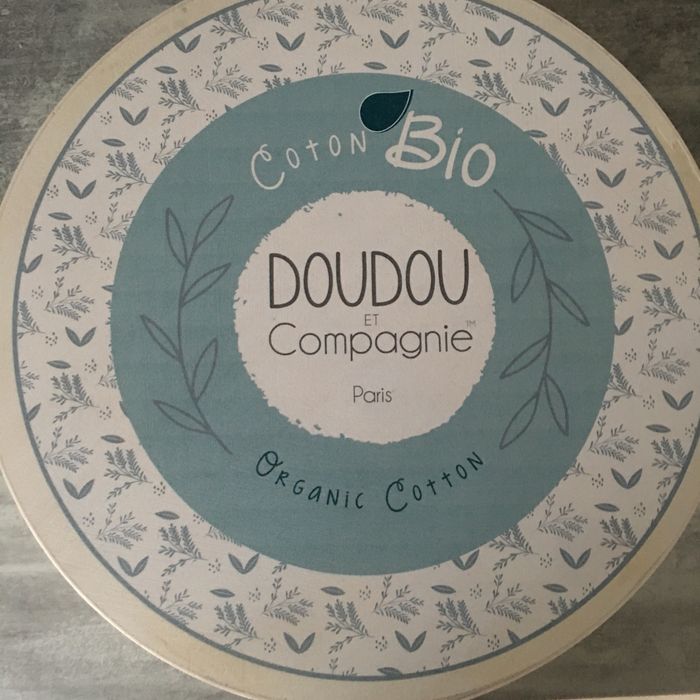 Coton Bio
DOUDOU
ET
Compagnie™
Paris
Organic Cotton